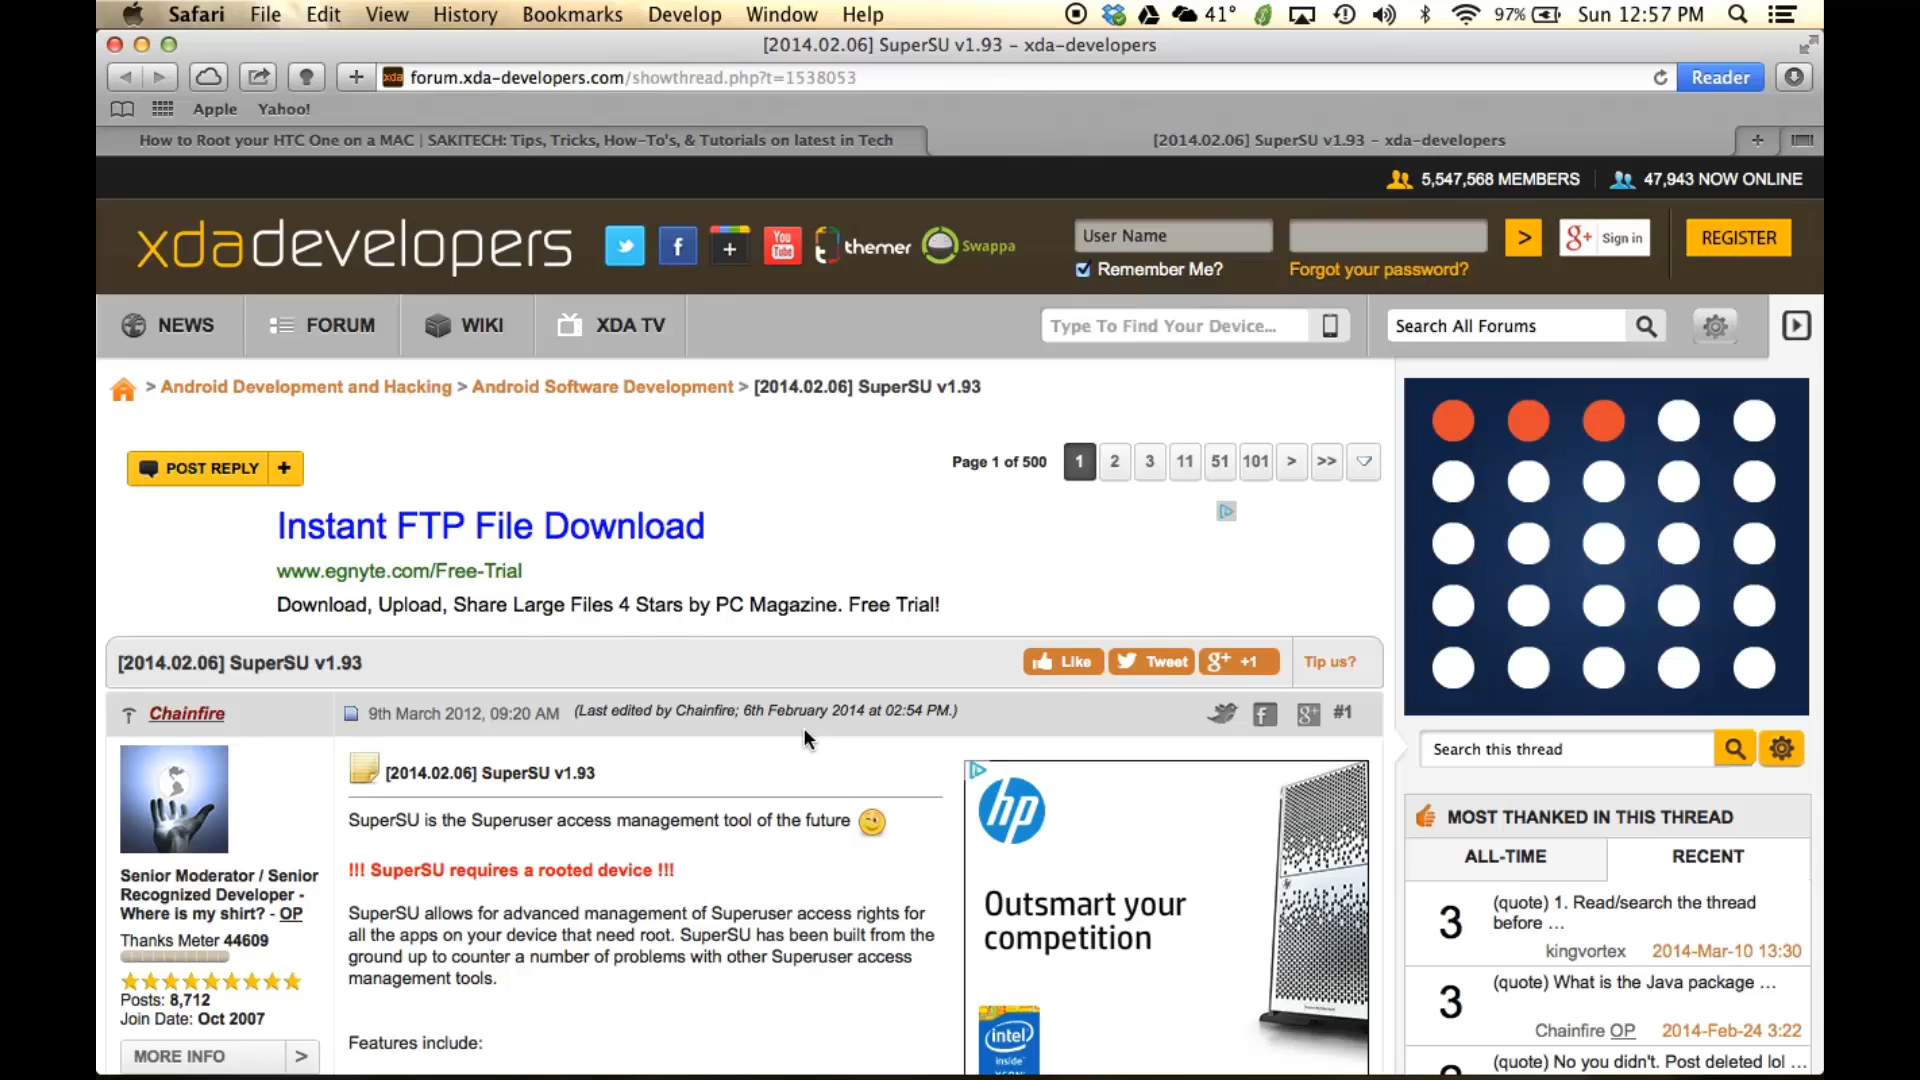 Safari File Edit View History Bookmarks Develop Window Help 41° 97% Sun 12:57 PM
[2014.02.06] SuperSU v1.93 – xda-developers
xda forum.xda-developers.com/showthread.php?t=1538053 Reader
Apple Yahoo!
How to Root your HTC One on a MAC | SAKITECH: Tips, Tricks, How-To's, & Tutorials on latest in Tech [2014.02.06] SuperSU v1.93 – xda-developers
5,547,568 MEMBERS 47,943 NOW ONLINE
xdadevelopers f + You Tube themer Swappa User Name > g+ Sign in REGISTER
Remember Me? Forgot your password?
NEWS FORUM WIKI XDA TV Type To Find Your Device... Search All Forums
> Android Development and Hacking > Android Software Development > [2014.02.06] SuperSU v1.93
POST REPLY + Page 1 of 500 1 2 3 11 51 101 > >>
Instant FTP File Download
www.egnyte.com/Free-Trial
Download, Upload, Share Large Files 4 Stars by PC Magazine. Free Trial!
[2014.02.06] SuperSU v1.93 Like Tweet g+ +1 Tip us?
Chainfire 9th March 2012, 09:20 AM (Last edited by Chainfire; 6th February 2014 at 02:54 PM.) f g+ #1
[2014.02.06] SuperSU v1.93
SuperSU is the Superuser access management tool of the future
!!! SuperSU requires a rooted device !!!
SuperSU allows for advanced management of Superuser access rights for
all the apps on your device that need root. SuperSU has been built from the
ground up to counter a number of problems with other Superuser access
management tools.
Features include:
Senior Moderator / Senior
Recognized Developer -
Where is my shirt? - OP
Thanks Meter 44609
Posts: 8,712
Join Date: Oct 2007
MORE INFO >
hp
Outsmart your
competition
intel
inside
XEON
Search this thread
MOST THANKED IN THIS THREAD
ALL-TIME RECENT
3 (quote) 1. Read/search the thread
before ...
kingvortex 2014-Mar-10 13:30
3 (quote) What is the Java package ...
Chainfire OP 2014-Feb-24 3:22
(quote) No you didn't. Post deleted lol ...